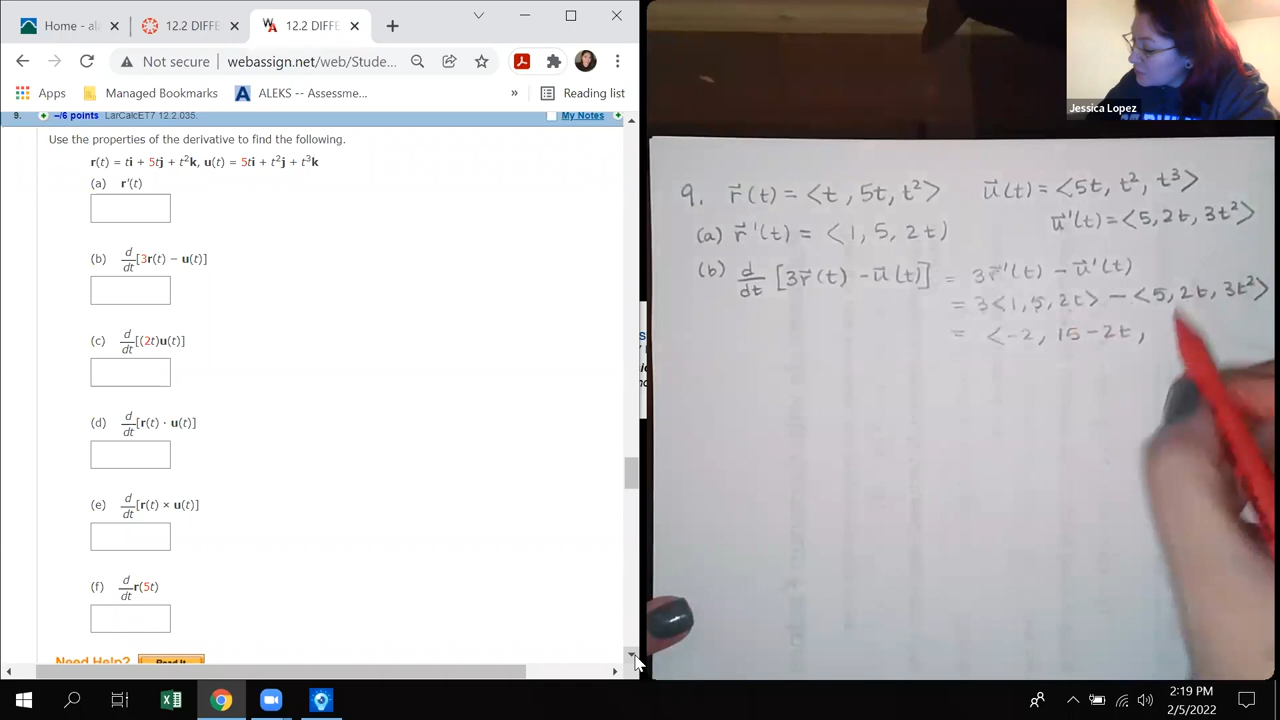 Home - al
12.2 DIFFE
12.2 DIFFE
Not secure
webassign.net/web/Stude...
Apps
Managed Bookmarks
ALEKS -- Assessme...
»
Reading list
9.
–/6 points
LarCalcET7 12.2.035.
My Notes
Use the properties of the derivative to find the following.
r(t) = ti + 5tj + t²k, u(t) = 5ti + t²j + t³k
(a) r'(t)
(b) d/dt[3r(t) − u(t)]
(c) d/dt[(2t)u(t)]
(d) d/dt[r(t) · u(t)]
(e) d/dt[r(t) × u(t)]
(f) d/dt r(5t)
Need Help?
Read It
Jessica Lopez
9. r⃗(t) = <t, 5t, t²> u⃗(t) = <5t, t², t³>
u⃗'(t) = <5, 2t, 3t²>
(a) r⃗'(t) = <1, 5, 2t)
(b) d/dt [3r⃗(t) − u⃗(t)] = 3r⃗'(t) − u⃗'(t)
= 3<1, 5, 2t> − <5, 2t, 3t²>
= <-2, 15 − 2t,
2:19 PM
2/5/2022